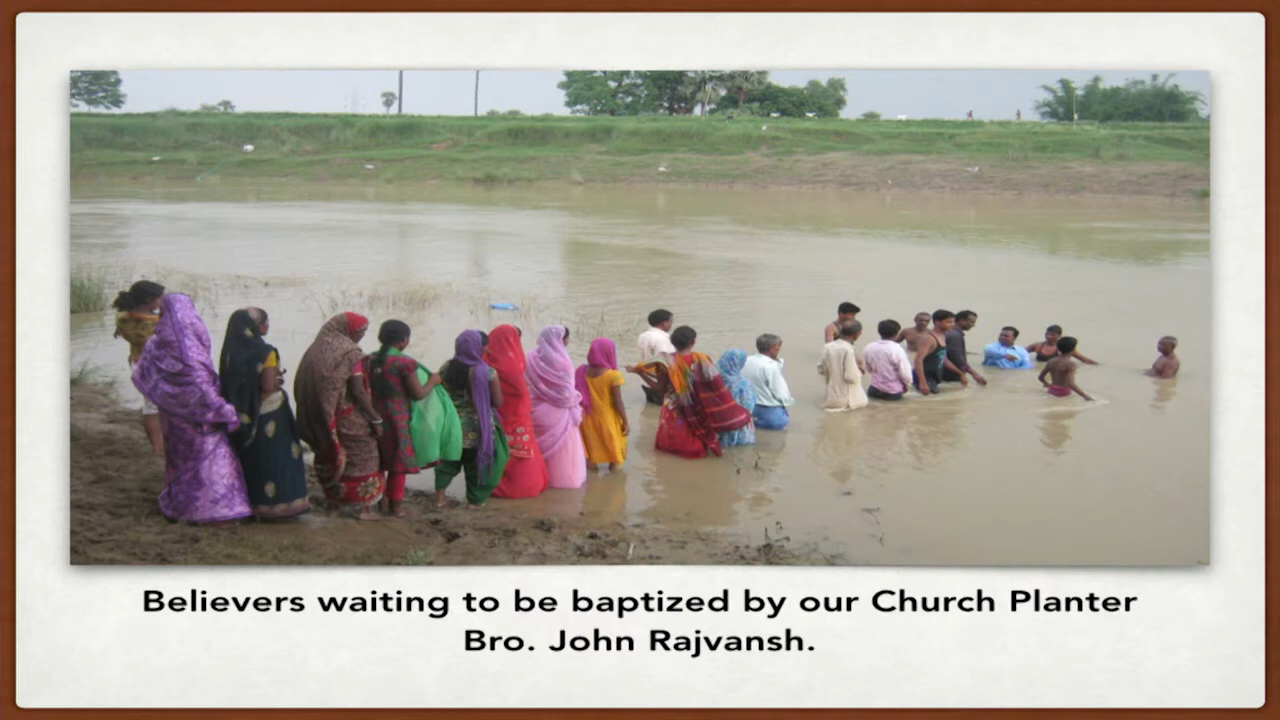 Believers waiting to be baptized by our Church Planter
Bro. John Rajvansh.